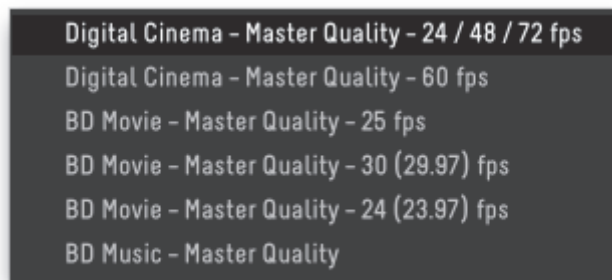 Digital Cinema – Master Quality – 24 / 48 / 72 fps
Digital Cinema – Master Quality – 60 fps
BD Movie – Master Quality – 25 fps
BD Movie – Master Quality – 30 (29.97) fps
BD Movie – Master Quality – 24 (23.97) fps
BD Music – Master Quality